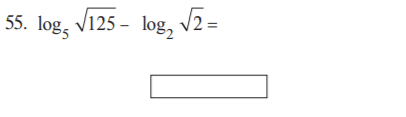 55. log₅ √125 – log₂ √2 =